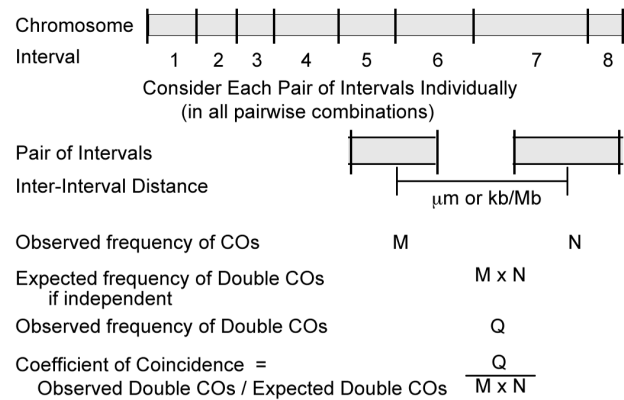 Chromosome
Interval 1 2 3 4 5 6 7 8
Consider Each Pair of Intervals Individually
(in all pairwise combinations)
Pair of Intervals
Inter-Interval Distance
μm or kb/Mb
Observed frequency of COs M N
Expected frequency of Double COs M x N
if independent
Observed frequency of Double COs Q
Coefficient of Coincidence = Q
Observed Double COs / Expected Double COs M x N